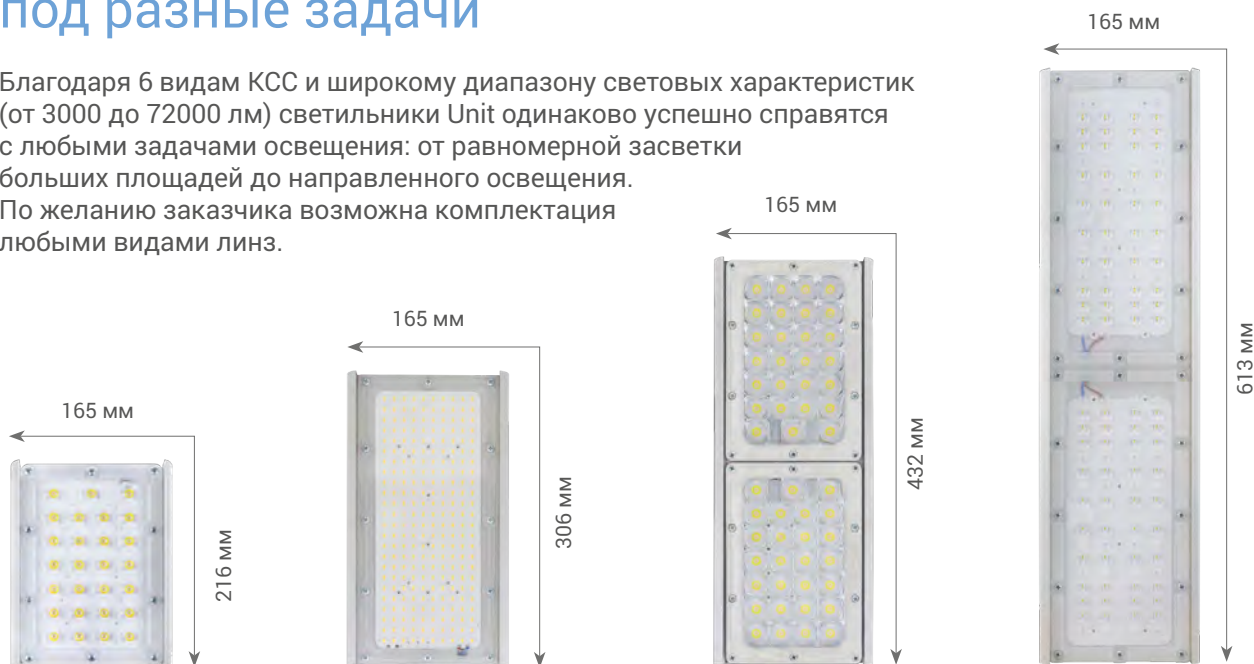 под разные задачи
Благодаря 6 видам КСС и широкому диапазону световых характеристик
(от 3000 до 72000 лм) светильники Unit одинаково успешно справятся
с любыми задачами освещения: от равномерной засветки
больших площадей до направленного освещения.
По желанию заказчика возможна комплектация
любыми видами линз.
165 мм
216 мм
165 мм
306 мм
165 мм
432 мм
165 мм
613 мм